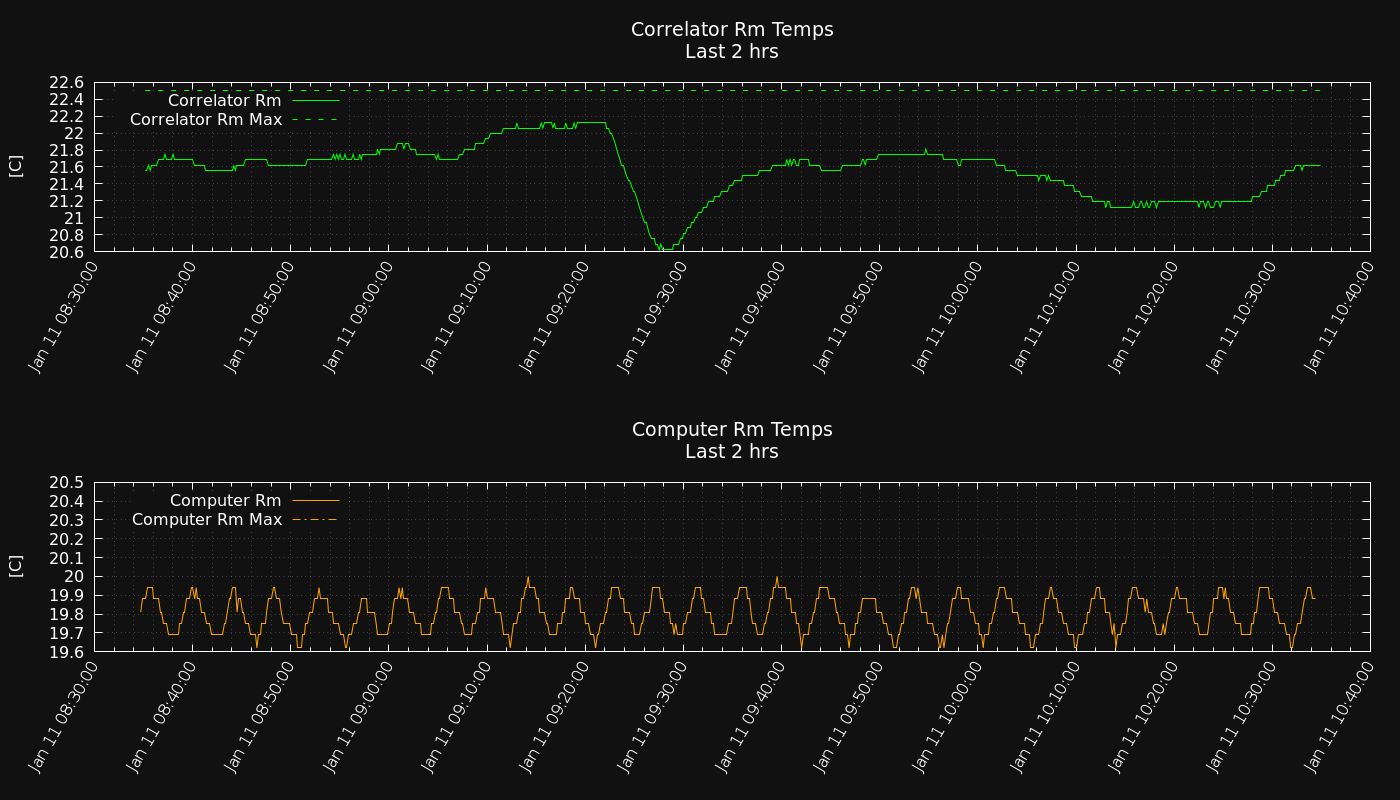 Correlator Rm Temps
Last 2 hrs
[C]
22.6
22.4
22.2
22
21.8
21.6
21.4
21.2
21
20.8
20.6
Correlator Rm
Correlator Rm Max
Jan 11 08:30:00
Jan 11 08:40:00
Jan 11 08:50:00
Jan 11 09:00:00
Jan 11 09:10:00
Jan 11 09:20:00
Jan 11 09:30:00
Jan 11 09:40:00
Jan 11 09:50:00
Jan 11 10:00:00
Jan 11 10:10:00
Jan 11 10:20:00
Jan 11 10:30:00
Jan 11 10:40:00
Computer Rm Temps
Last 2 hrs
[C]
20.5
20.4
20.3
20.2
20.1
20
19.9
19.8
19.7
19.6
Computer Rm
Computer Rm Max
Jan 11 08:30:00
Jan 11 08:40:00
Jan 11 08:50:00
Jan 11 09:00:00
Jan 11 09:10:00
Jan 11 09:20:00
Jan 11 09:30:00
Jan 11 09:40:00
Jan 11 09:50:00
Jan 11 10:00:00
Jan 11 10:10:00
Jan 11 10:20:00
Jan 11 10:30:00
Jan 11 10:40:00